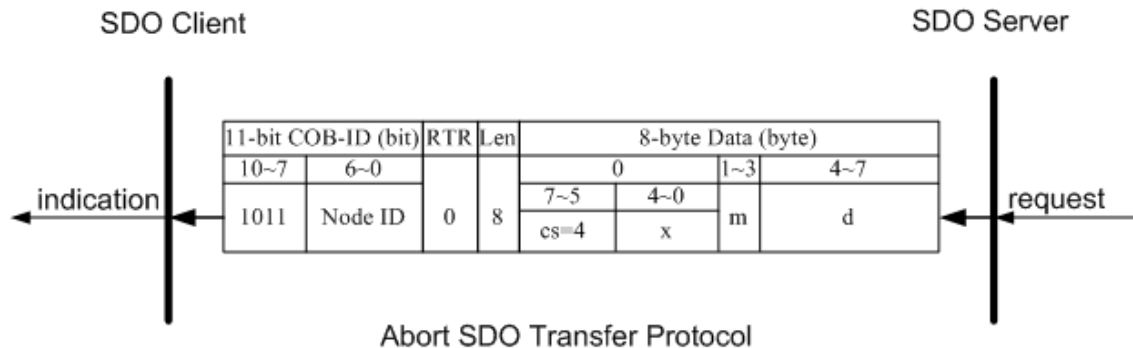 SDO Client SDO Server
11-bit COB-ID (bit) RTR Len 8-byte Data (byte)
10~7 6~0 0 1~3 4~7
indication 1011 Node ID 0 8 7~5 4~0 m d request
cs=4 x
Abort SDO Transfer Protocol